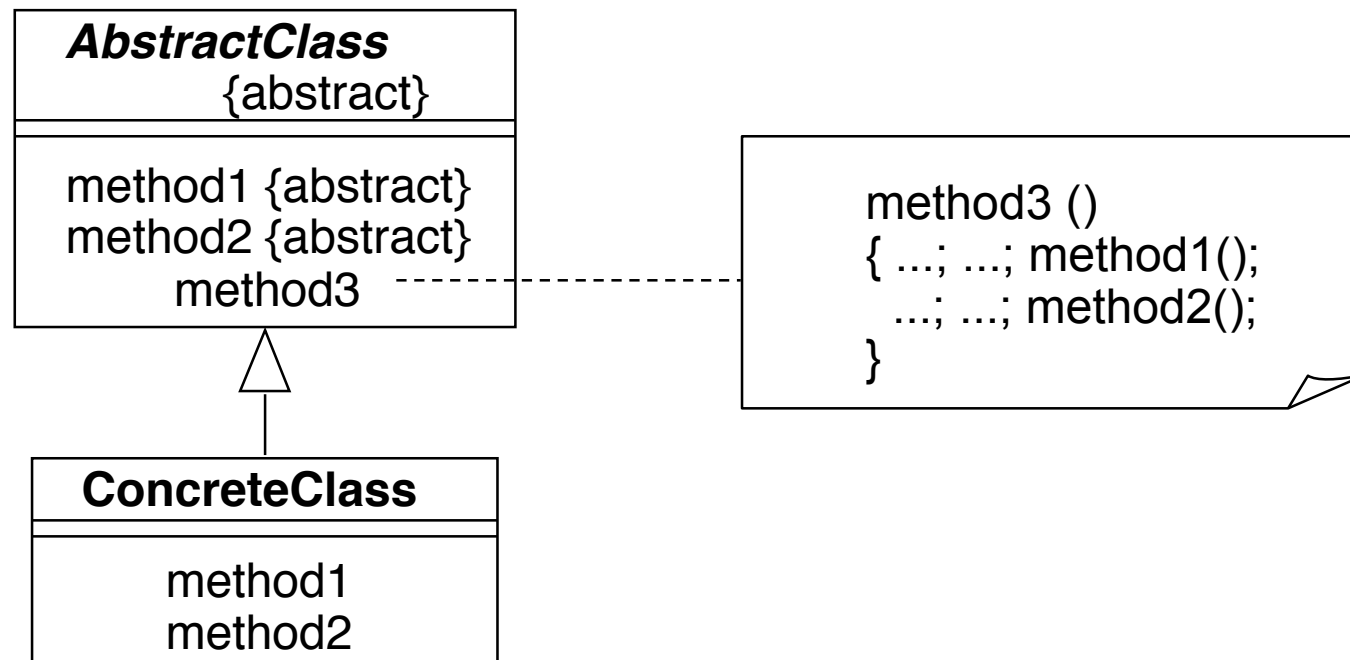 AbstractClass
{abstract}
method1 {abstract}
method2 {abstract}
method3
method3 ()
{ ...; ...; method1();
...; ...; method2();
}
ConcreteClass
method1
method2